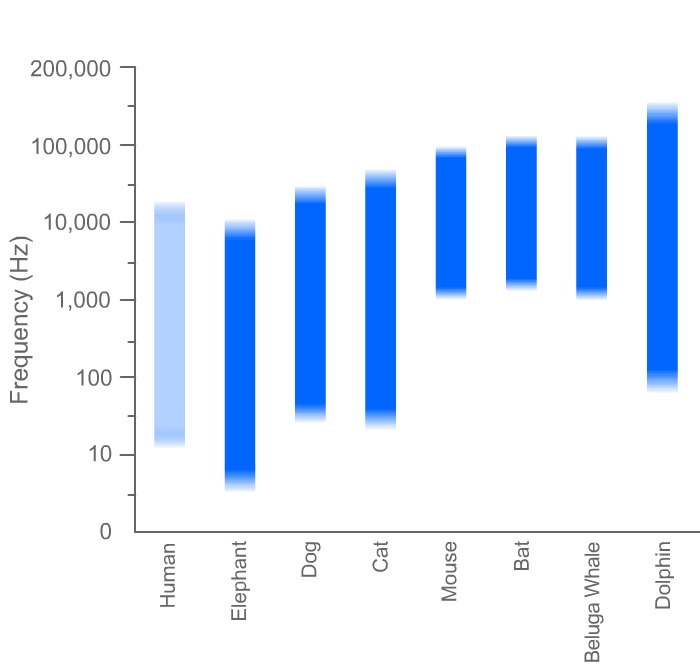 200,000
100,000
10,000
1,000
100
10
0
Frequency (Hz)
Human
Elephant
Dog
Cat
Mouse
Bat
Beluga Whale
Dolphin